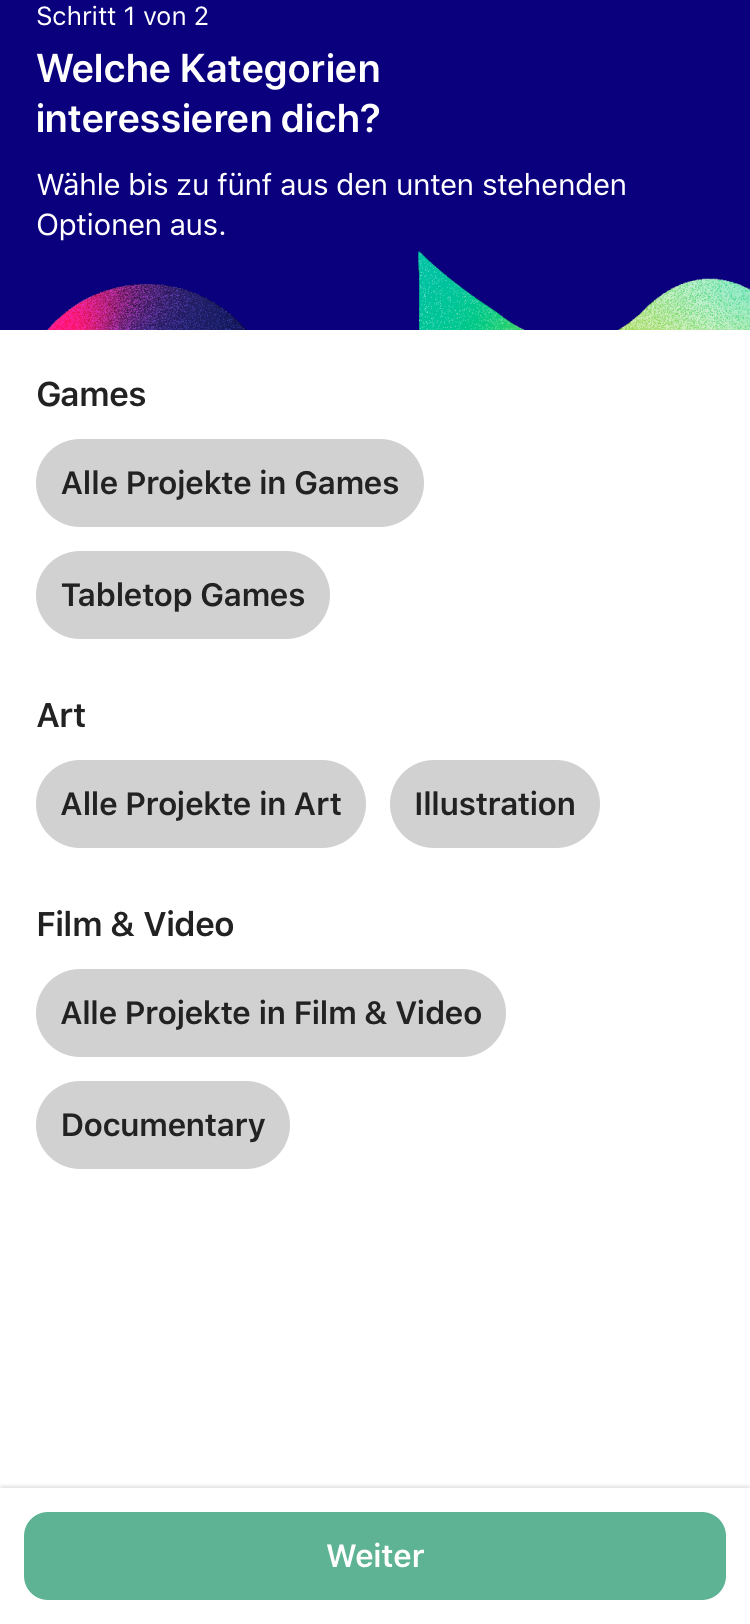 Schritt 1 von 2
Welche Kategorien
interessieren dich?
Wähle bis zu fünf aus den unten stehenden
Optionen aus.
Games
Alle Projekte in Games
Tabletop Games
Art
Alle Projekte in Art
Illustration
Film & Video
Alle Projekte in Film & Video
Documentary
Weiter